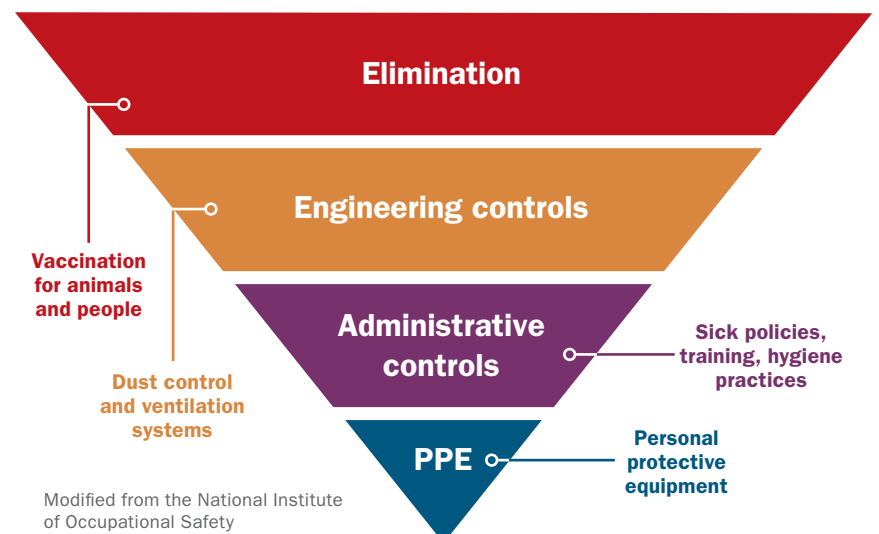 Elimination
Engineering controls
Vaccination
for animals
and people
Administrative
controls
Sick policies,
training, hygiene
practices
Dust control
and ventilation
systems
PPE
Personal
protective
equipment
Modified from the National Institute
of Occupational Safety